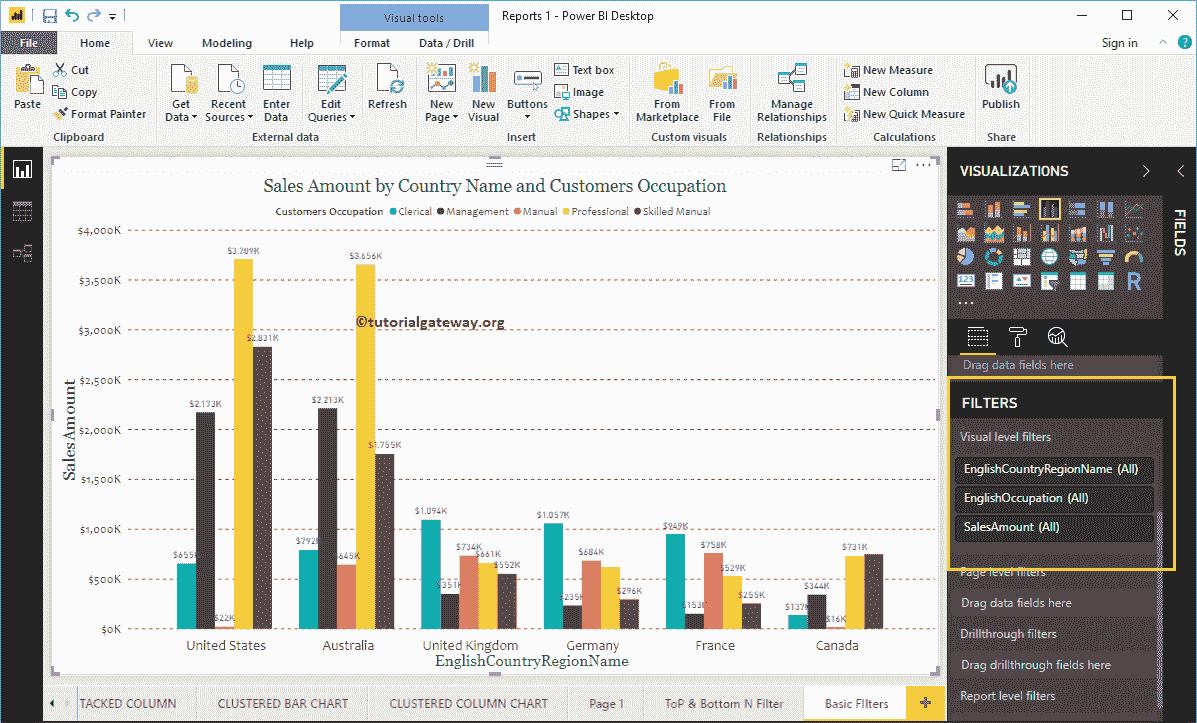 Visual tools
Reports 1 - Power BI Desktop
File Home View Modeling Help Format Data / Drill Sign in
Paste
Cut
Copy
Format Painter
Clipboard
Get Data
Recent Sources
Enter Data
Edit Queries
External data
Refresh
New Page
New Visual
Buttons
Text box
Image
Shapes
Insert
From Marketplace
From File
Custom visuals
Manage Relationships
Relationships
New Measure
New Column
New Quick Measure
Calculations
Publish
Share
Sales Amount by Country Name and Customers Occupation
Customers Occupation Clerical Management Manual Professional Skilled Manual
SalesAmount
$4,000K
$3,500K
$3,000K
$2,500K
$2,000K
$1,500K
$1,000K
$500K
$0K
$655K
$2,173K
$22K
$3,709K
$2,831K
$792K
$2,213K
$645K
$3,656K
$1,755K
$1,094K
$351K
$734K
$661K
$552K
$1,057K
$235K
$684K
$296K
$949K
$153K
$758K
$529K
$255K
$137K
$344K
$16K
$731K
©tutorialgateway.org
United States Australia United Kingdom Germany France Canada
EnglishCountryRegionName
VISUALIZATIONS
FIELDS
123
R
Drag data fields here
FILTERS
Visual level filters
EnglishCountryRegionName (All)
EnglishOccupation (All)
SalesAmount (All)
Page level filters
Drag data fields here
Drillthrough filters
Drag drillthrough fields here
Report level filters
TACKED COLUMN CLUSTERED BAR CHART CLUSTERED COLUMN CHART Page 1 ToP & Bottom N Filter Basic FIlters